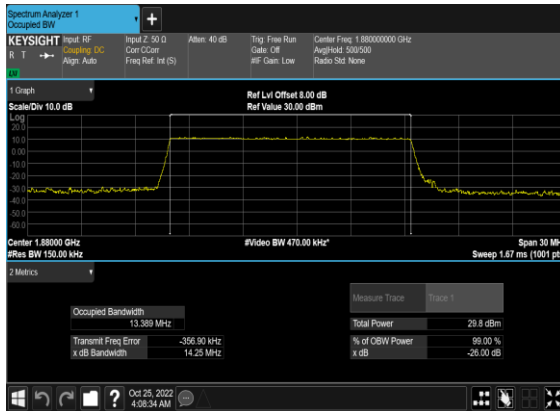 Spectrum Analyzer 1
Occupied BW
+
KEYSIGHT Input: RF Input Z: 50 Ω Atten: 40 dB Trig: Free Run Center Freq: 1.880000000 GHz
R T Coupling: DC Corr CCorr Gate: Off Avg|Hold: 500/500
Align: Auto Freq Ref: Int (S) #IF Gain: Low Radio Std: None
LXI
1 Graph
Ref Lvl Offset 8.00 dB
Scale/Div 10.0 dB Ref Value 30.00 dBm
Log
20.0
10.0
0.00
-10.0
-20.0
-30.0
-40.0
-50.0
-60.0
Center 1.88000 GHz #Video BW 470.00 kHz* Span 30 MH
#Res BW 150.00 kHz Sweep 1.67 ms (1001 pt
2 Metrics
Measure Trace Trace 1
Occupied Bandwidth
13.389 MHz Total Power 29.8 dBm
Transmit Freq Error -356.90 kHz % of OBW Power 99.00 %
x dB Bandwidth 14.25 MHz x dB -26.00 dB
? Oct 25, 2022
4:08:34 AM